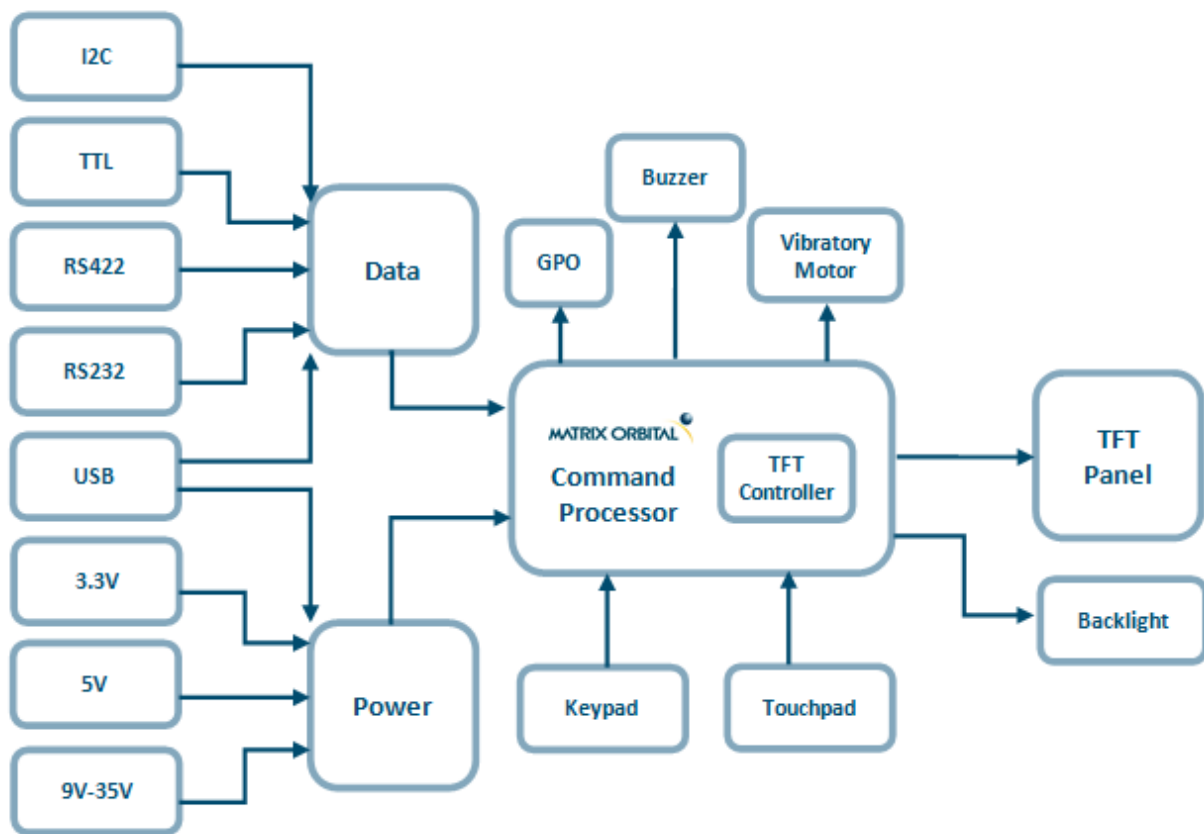 I2C
TTL
RS422
RS232
USB
3.3V
5V
9V-35V
Data
Power
GPO
Buzzer
Vibratory
Motor
MATRIX ORBITAL
Command
Processor
TFT
Controller
Keypad
Touchpad
TFT
Panel
Backlight